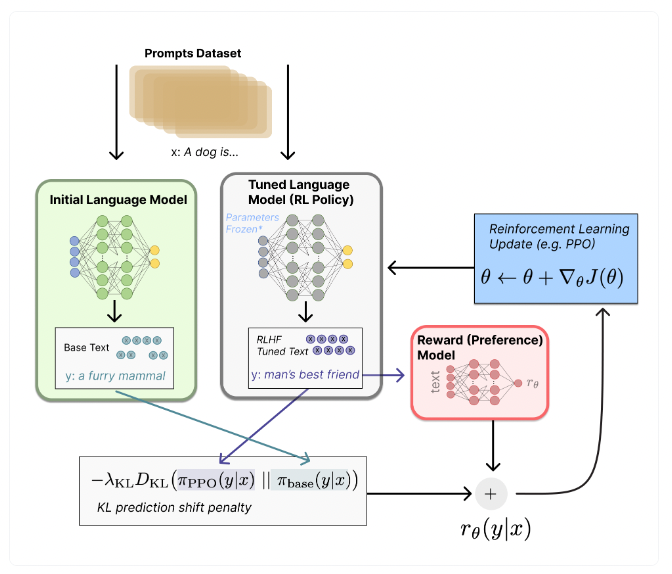 Prompts Dataset
x: A dog is...
Initial Language Model
Base Text
x x x x
x x x x
y: a furry mammal
Tuned Language
Model (RL Policy)
Parameters
Frozen*
RLHF
Tuned Text
x x x x
x x x x
y: man's best friend
Reinforcement Learning
Update (e.g. PPO)
θ ← θ + ∇θJ(θ)
Reward (Preference)
Model
text
rθ
−λKL DKL(πPPO(y|x) || πbase(y|x))
KL prediction shift penalty
+
rθ(y|x)